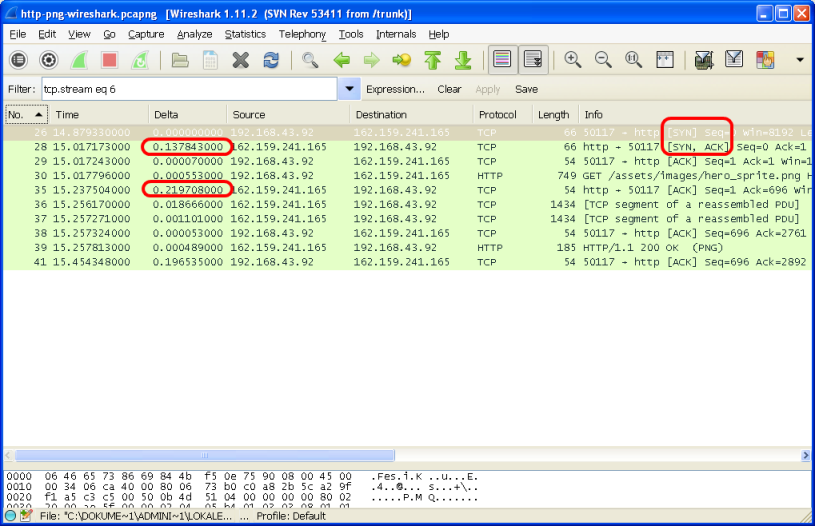 http-png-wireshark.pcapng [Wireshark 1.11.2 (SVN Rev 53411 from /trunk)]
File Edit View Go Capture Analyze Statistics Telephony Tools Internals Help
Filter: tcp.stream eq 6 Expression... Clear Apply Save
No. Time Delta Source Destination Protocol Length Info
26 14.879330000 0.000000000 192.168.43.92 162.159.241.165 TCP 66 50117 → http [SYN] Seq=0 Win=8192 Le
28 15.017173000 0.137843000 162.159.241.165 192.168.43.92 TCP 66 http → 50117 [SYN, ACK] Seq=0 Ack=1
29 15.017243000 0.000070000 192.168.43.92 162.159.241.165 TCP 54 50117 → http [ACK] Seq=1 Ack=1 Win=1
30 15.017796000 0.000553000 192.168.43.92 162.159.241.165 HTTP 749 GET /assets/images/hero_sprite.png H
35 15.237504000 0.219708000 162.159.241.165 192.168.43.92 TCP 54 http → 50117 [ACK] Seq=1 Ack=696 Win
36 15.256170000 0.018666000 162.159.241.165 192.168.43.92 TCP 1434 [TCP segment of a reassembled PDU]
37 15.257271000 0.001101000 162.159.241.165 192.168.43.92 TCP 1434 [TCP segment of a reassembled PDU]
38 15.257324000 0.000053000 192.168.43.92 162.159.241.165 TCP 54 50117 → http [ACK] Seq=696 Ack=2761
39 15.257813000 0.000489000 162.159.241.165 192.168.43.92 HTTP 185 HTTP/1.1 200 OK (PNG)
41 15.454348000 0.196535000 192.168.43.92 162.159.241.165 TCP 54 50117 → http [ACK] Seq=696 Ack=2892
0000 06 46 65 73 86 69 84 4b f5 0e 75 90 08 00 45 00 .Fes.i.K ..u...E.
0010 00 34 06 ca 40 00 80 06 73 b0 c0 a8 2b 5c a2 9f .4..@... s...+\..
0020 f1 a5 c3 c5 00 50 0b 4d 51 04 00 00 00 00 80 02 .....P.M Q.......
File: "C:\DOKUME~1\ADMINI~1\LOKALE... ... Profile: Default